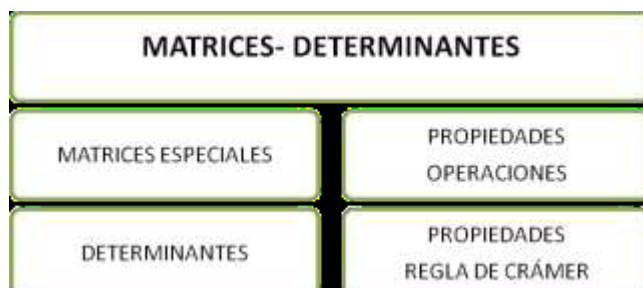 MATRICES- DETERMINANTES
MATRICES ESPECIALES
PROPIEDADES
OPERACIONES
DETERMINANTES
PROPIEDADES
REGLA DE CRÁMER